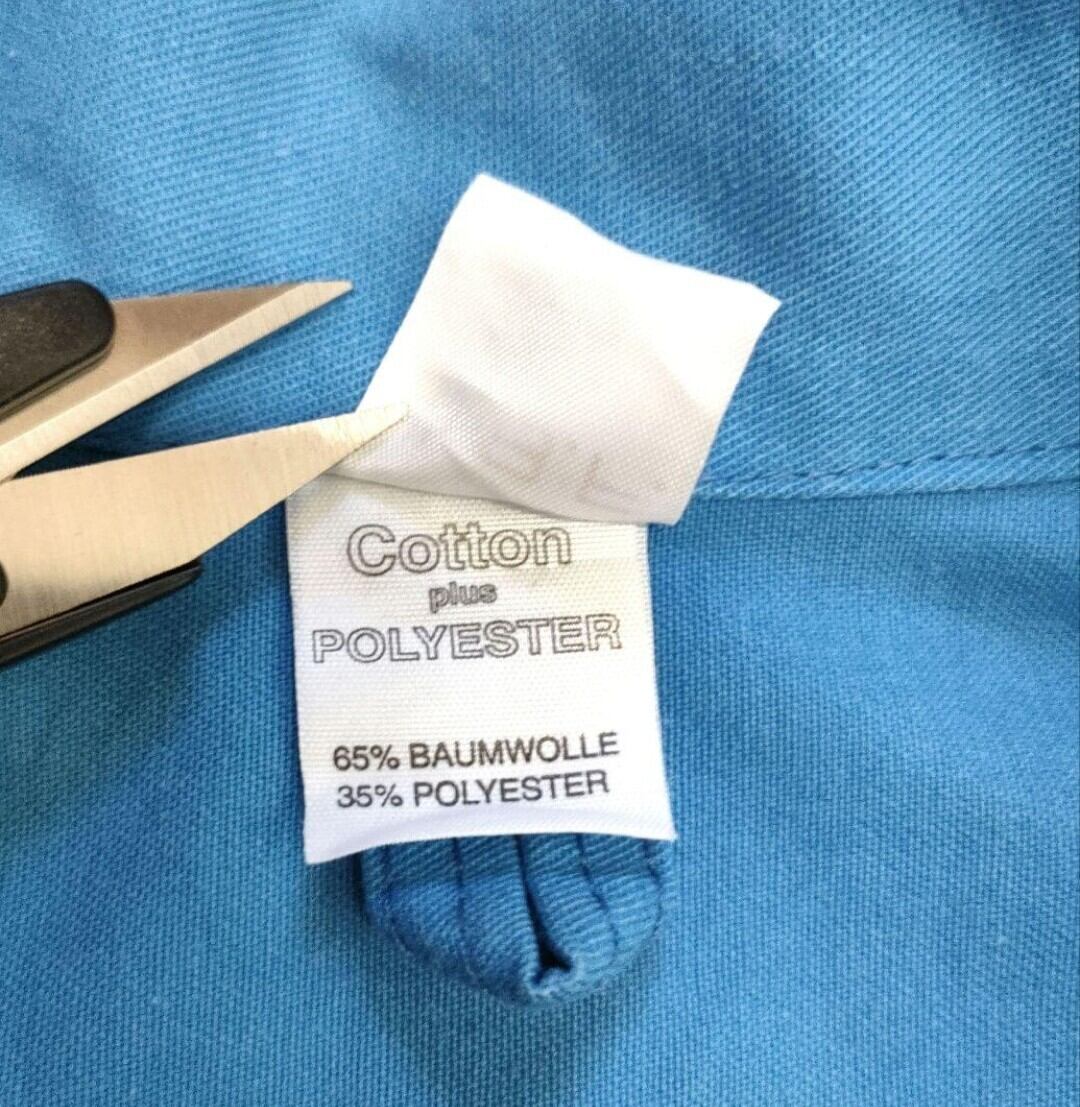 Cotton
plus
POLYESTER
65% BAUMWOLLE
35% POLYESTER